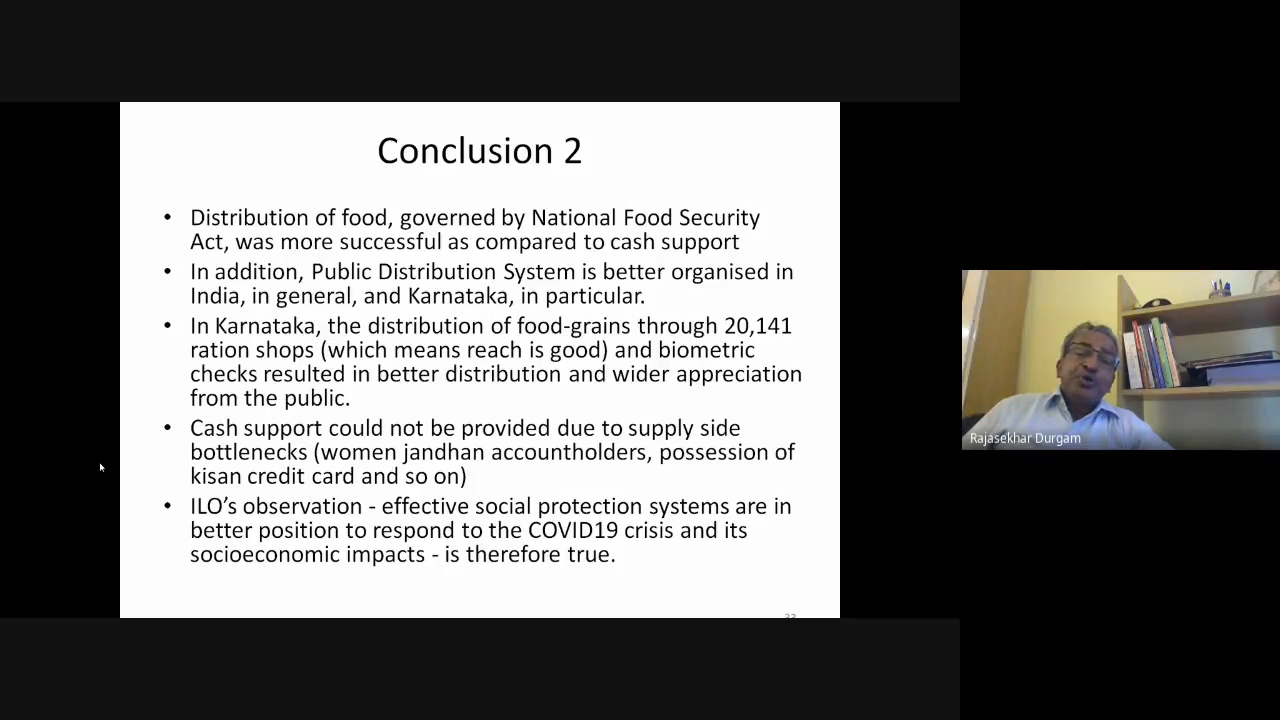 Conclusion 2
• Distribution of food, governed by National Food Security
Act, was more successful as compared to cash support
• In addition, Public Distribution System is better organised in
India, in general, and Karnataka, in particular.
• In Karnataka, the distribution of food-grains through 20,141
ration shops (which means reach is good) and biometric
checks resulted in better distribution and wider appreciation
from the public.
• Cash support could not be provided due to supply side
bottlenecks (women jandhan accountholders, possession of
kisan credit card and so on)
• ILO’s observation - effective social protection systems are in
better position to respond to the COVID19 crisis and its
socioeconomic impacts - is therefore true.
Rajasekhar Durgam